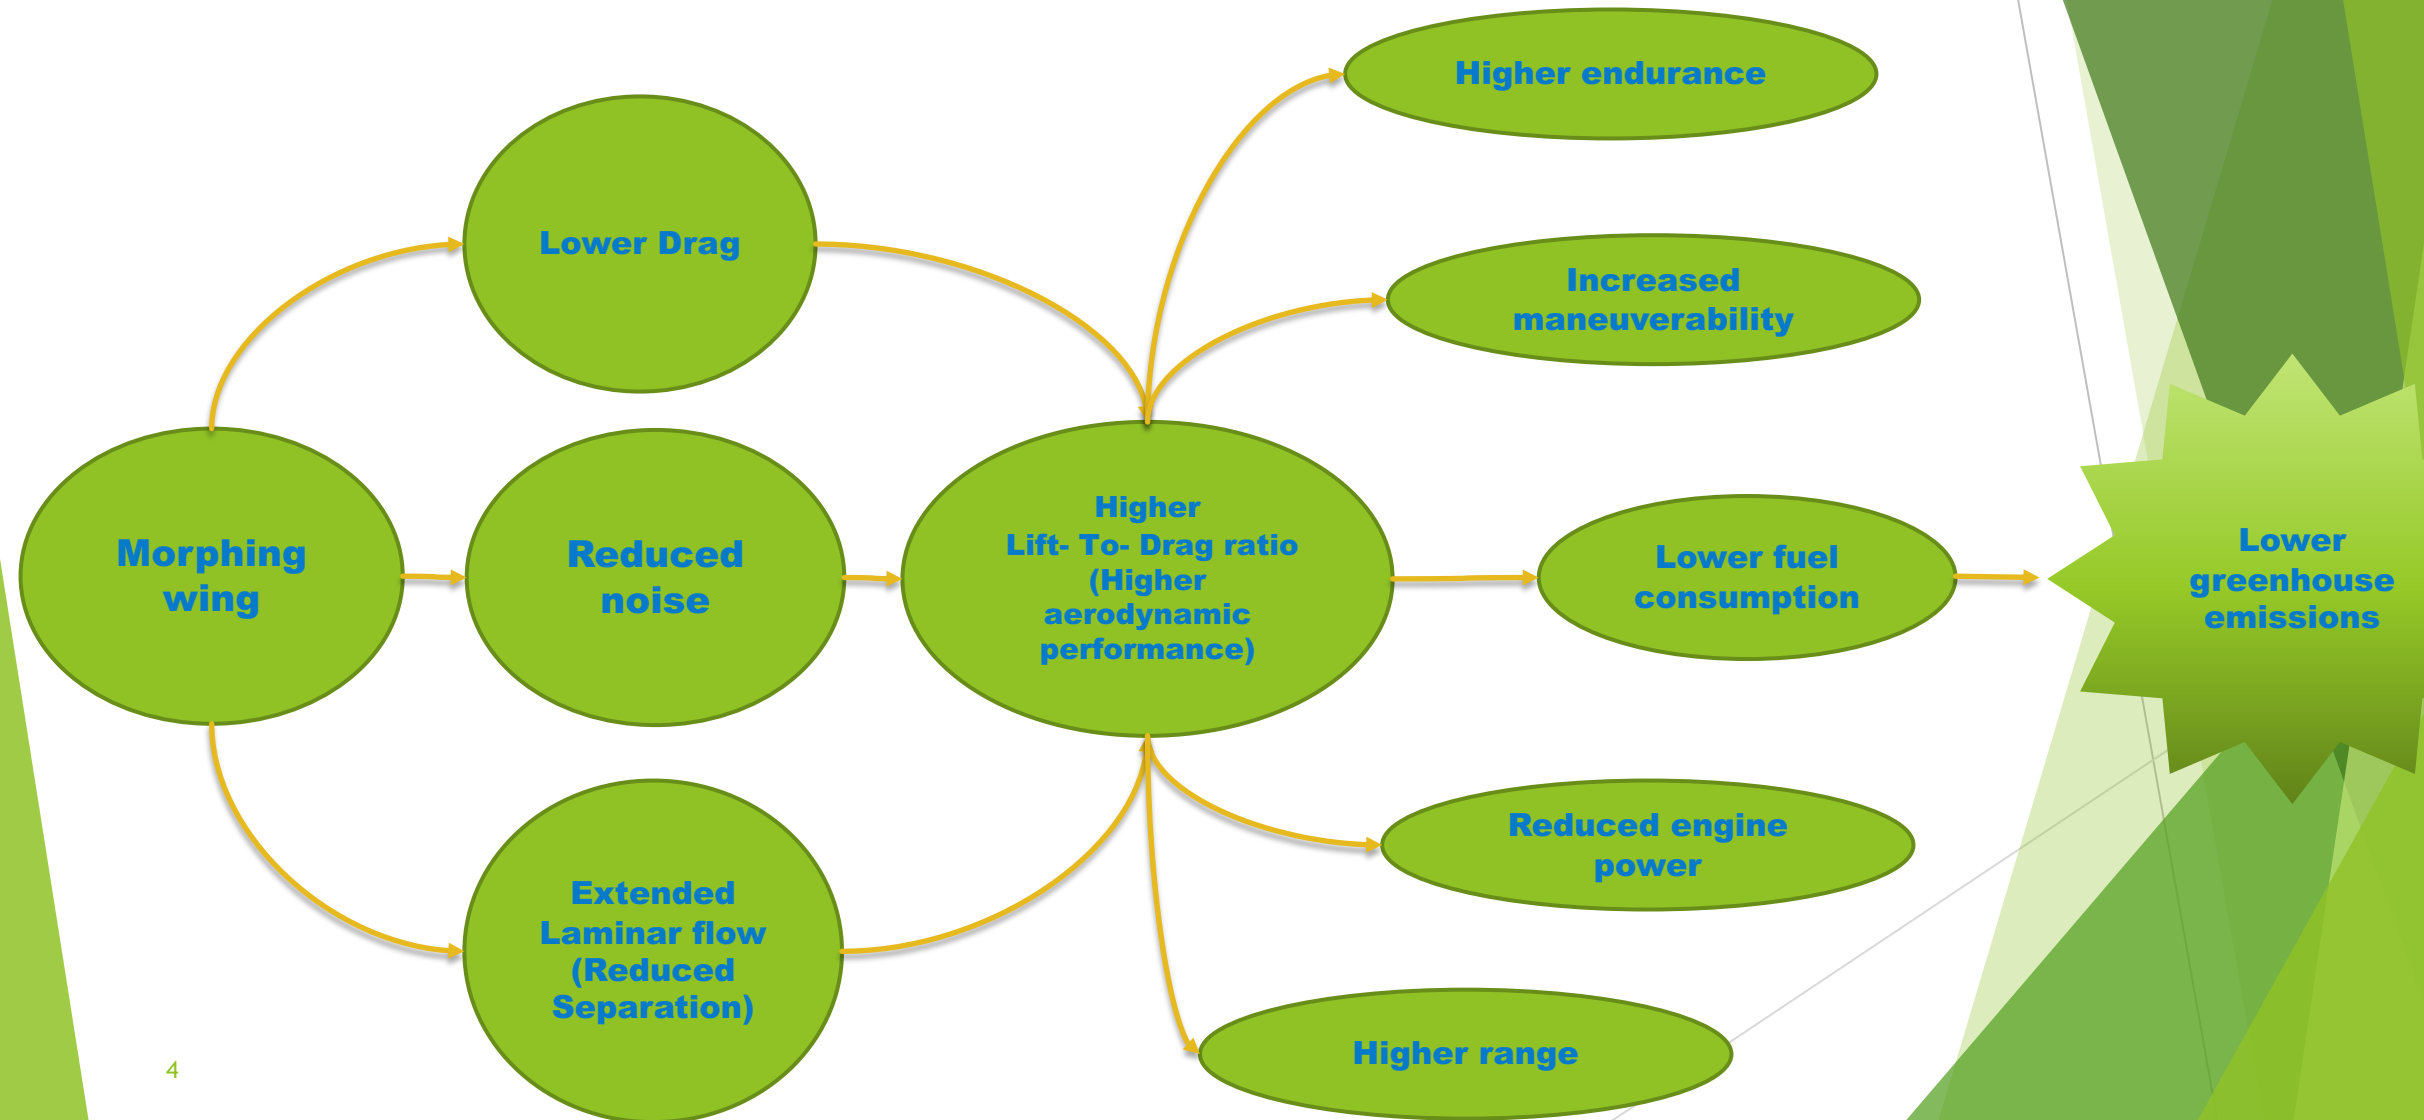 Higher endurance
Lower Drag
Increased
maneuverability
Morphing
wing
Reduced
noise
Higher
Lift- To- Drag ratio
(Higher
aerodynamic
performance)
Lower fuel
consumption
Lower
greenhouse
emissions
Extended
Laminar flow
(Reduced
Separation)
Reduced engine
power
Higher range
4